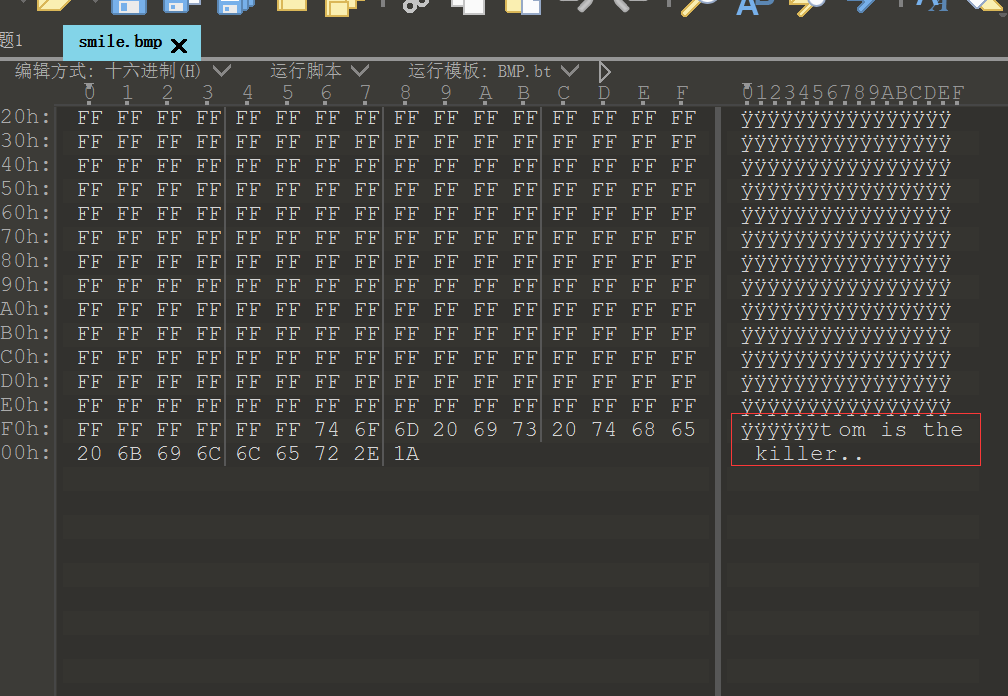 题1
smile.bmp
编辑方式: 十六进制(H) 运行脚本 运行模板: BMP.bt
0 1 2 3 4 5 6 7 8 9 A B C D E F 0123456789ABCDEF
20h: FF FF FF FF FF FF FF FF FF FF FF FF FF FF FF FF ÿÿÿÿÿÿÿÿÿÿÿÿÿÿÿÿ
30h: FF FF FF FF FF FF FF FF FF FF FF FF FF FF FF FF ÿÿÿÿÿÿÿÿÿÿÿÿÿÿÿÿ
40h: FF FF FF FF FF FF FF FF FF FF FF FF FF FF FF FF ÿÿÿÿÿÿÿÿÿÿÿÿÿÿÿÿ
50h: FF FF FF FF FF FF FF FF FF FF FF FF FF FF FF FF ÿÿÿÿÿÿÿÿÿÿÿÿÿÿÿÿ
60h: FF FF FF FF FF FF FF FF FF FF FF FF FF FF FF FF ÿÿÿÿÿÿÿÿÿÿÿÿÿÿÿÿ
70h: FF FF FF FF FF FF FF FF FF FF FF FF FF FF FF FF ÿÿÿÿÿÿÿÿÿÿÿÿÿÿÿÿ
80h: FF FF FF FF FF FF FF FF FF FF FF FF FF FF FF FF ÿÿÿÿÿÿÿÿÿÿÿÿÿÿÿÿ
90h: FF FF FF FF FF FF FF FF FF FF FF FF FF FF FF FF ÿÿÿÿÿÿÿÿÿÿÿÿÿÿÿÿ
A0h: FF FF FF FF FF FF FF FF FF FF FF FF FF FF FF FF ÿÿÿÿÿÿÿÿÿÿÿÿÿÿÿÿ
B0h: FF FF FF FF FF FF FF FF FF FF FF FF FF FF FF FF ÿÿÿÿÿÿÿÿÿÿÿÿÿÿÿÿ
C0h: FF FF FF FF FF FF FF FF FF FF FF FF FF FF FF FF ÿÿÿÿÿÿÿÿÿÿÿÿÿÿÿÿ
D0h: FF FF FF FF FF FF FF FF FF FF FF FF FF FF FF FF ÿÿÿÿÿÿÿÿÿÿÿÿÿÿÿÿ
E0h: FF FF FF FF FF FF FF FF FF FF FF FF FF FF FF FF ÿÿÿÿÿÿÿÿÿÿÿÿÿÿÿÿ
F0h: FF FF FF FF FF FF 74 6F 6D 20 69 73 20 74 68 65 ÿÿÿÿÿÿtom is the
00h: 20 6B 69 6C 6C 65 72 2E 1A killer..